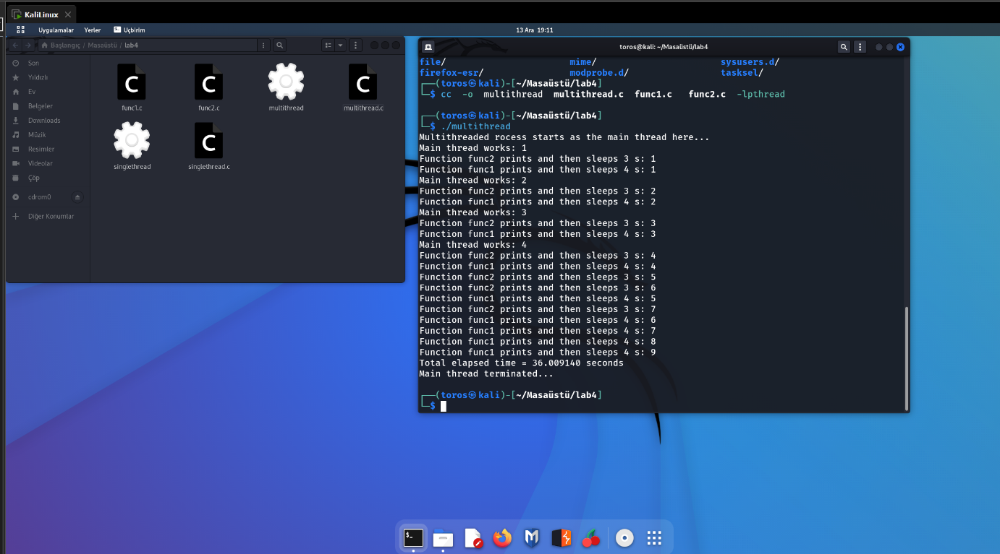 KaliLinux
Uygulamalar Yerler Uçbirim 13 Ara 19:11
Başlangıç / Masaüstü / lab4
Son
Yıldızlı
Ev
Belgeler
Downloads
Müzik
Resimler
Videolar
Çöp
cdrom0
Diğer Konumlar
func1.c func2.c multithread multithread.c
singlethread singlethread.c
toros@kali: ~/Masaüstü/lab4
file/ mime/ sysusers.d/
firefox-esr/ modprobe.d/ tasksel/
┌──(toros㉿kali)-[~/Masaüstü/lab4]
└─$ cc -o multithread multithread.c func1.c func2.c -lpthread
┌──(toros㉿kali)-[~/Masaüstü/lab4]
└─$ ./multithread
Multithreaded rocess starts as the main thread here...
Main thread works: 1
Function func2 prints and then sleeps 3 s: 1
Function func1 prints and then sleeps 4 s: 1
Main thread works: 2
Function func2 prints and then sleeps 3 s: 2
Function func1 prints and then sleeps 4 s: 2
Main thread works: 3
Function func2 prints and then sleeps 3 s: 3
Function func1 prints and then sleeps 4 s: 3
Main thread works: 4
Function func2 prints and then sleeps 3 s: 4
Function func1 prints and then sleeps 4 s: 4
Function func2 prints and then sleeps 3 s: 5
Function func2 prints and then sleeps 3 s: 6
Function func1 prints and then sleeps 4 s: 5
Function func2 prints and then sleeps 3 s: 7
Function func1 prints and then sleeps 4 s: 6
Function func1 prints and then sleeps 4 s: 7
Function func1 prints and then sleeps 4 s: 8
Function func1 prints and then sleeps 4 s: 9
Total elapsed time = 36.009140 seconds
Main thread terminated...
┌──(toros㉿kali)-[~/Masaüstü/lab4]
└─$